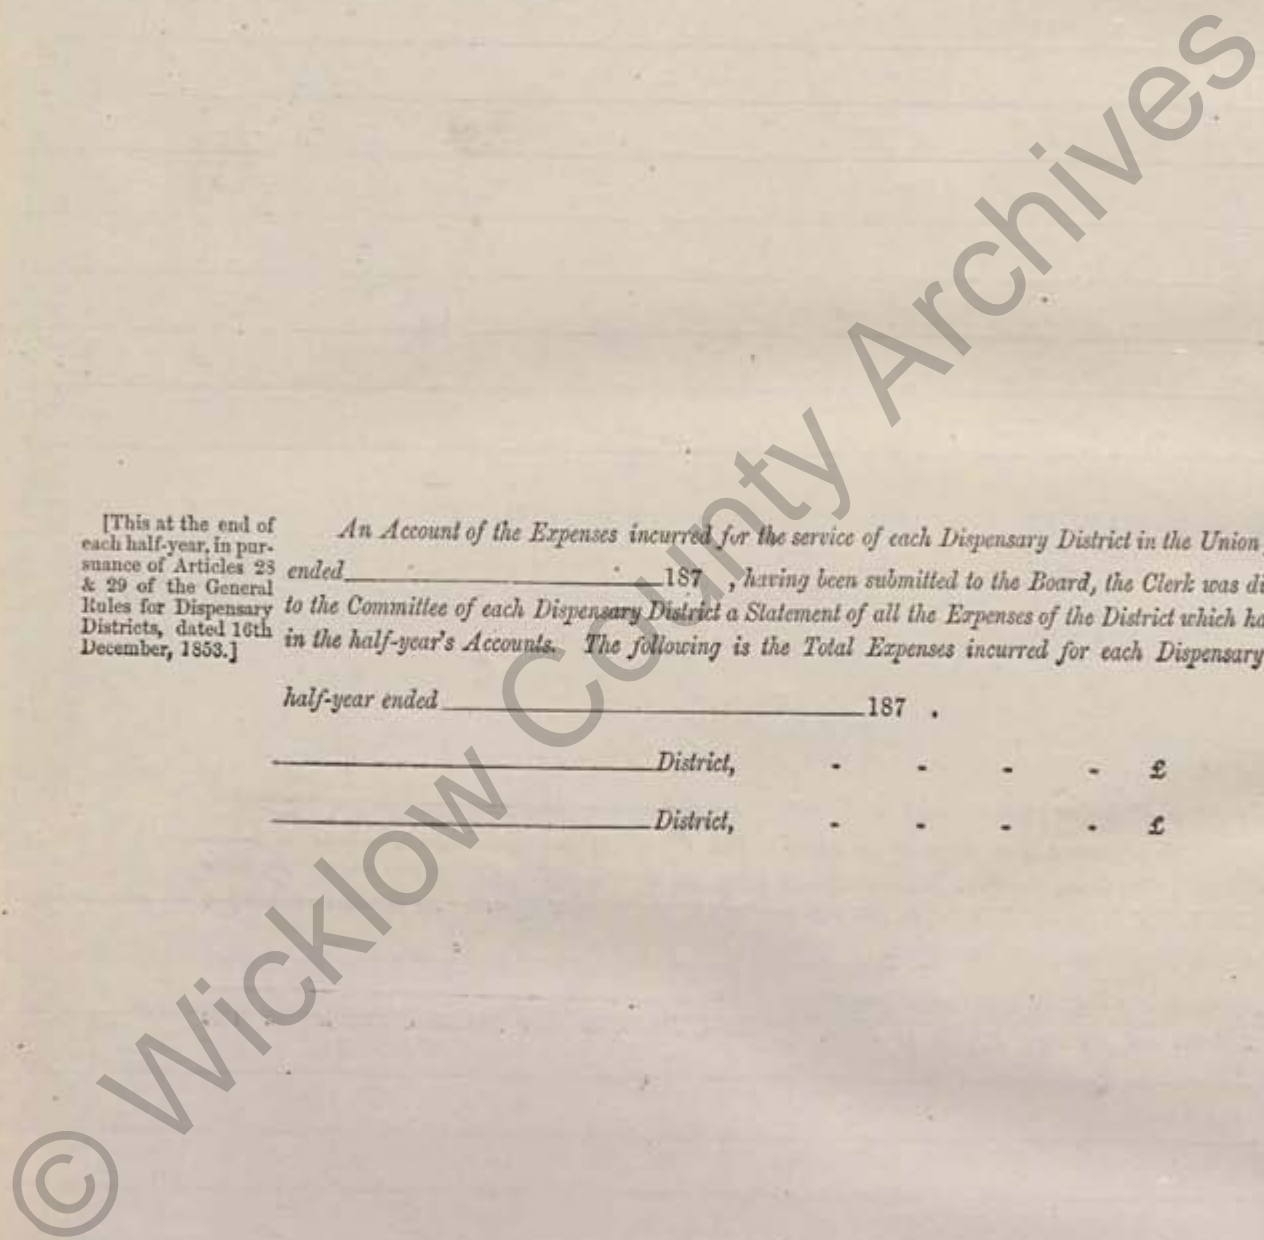 [This at the end of
each half-year, in pur-
suance of Articles 28
& 29 of the General
Rules for Dispensary
Districts, dated 16th
December, 1853.]
An Account of the Expenses incurred for the service of each Dispensary District in the Union
ended 187 , having been submitted to the Board, the Clerk was di
to the Committee of each Dispensary District a Statement of all the Expenses of the District which ha
in the half-year's Accounts. The following is the Total Expenses incurred for each Dispensary
half-year ended 187 .
District, - - - - £
District, - - - - £
© Wicklow County Archives